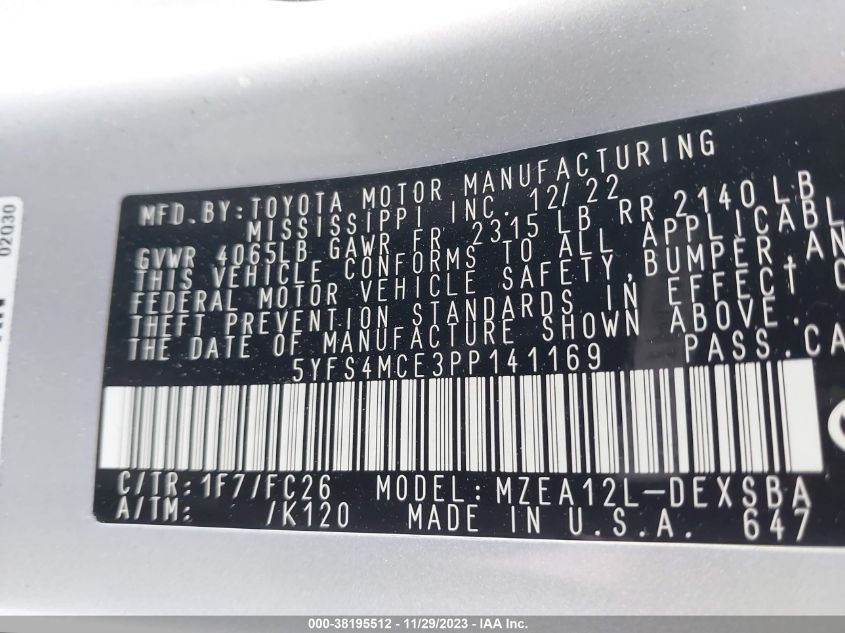 MFD. BY: TOYOTA MOTOR MANUFACTURING
MISSISSIPPI INC. 12/22
GVWR 4065LB GAWR FR 2315 LB RR 2140 LB
THIS VEHICLE CONFORMS TO ALL APPLICABL
FEDERAL MOTOR VEHICLE SAFETY, BUMPER, AN
THEFT PREVENTION STANDARDS IN EFFECT O
THE DATE OF MANUFACTURE SHOWN ABOVE.
5YFS4MCE3PP141169 PASS. CA
C/TR: 1F7/FC26 MODEL: MZEA12L-DEXSBA
A/TM: /K120 MADE IN U.S.A. 647
02030
000-38195512 - 11/29/2023 - © IAA Inc.